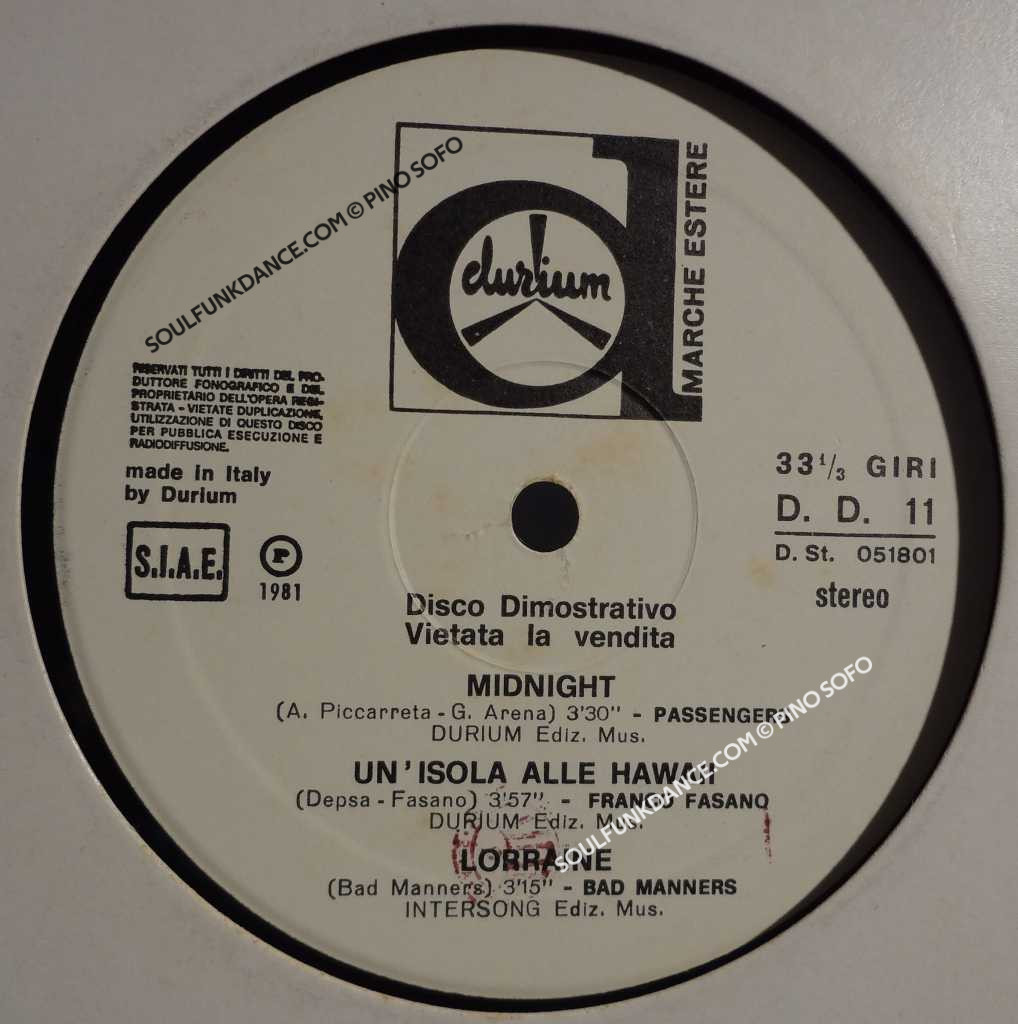 SOULFUNKDANCE.COM © PINO SOFO
durium
MARCHE ESTERE
RISERVATI TUTTI I DIRITTI DEL PRO-
DUTTORE FONOGRAFICO E DEL
PROPRIETARIO DELL'OPERA REGI-
STRATA - VIETATE DUPLICAZIONE,
UTILIZZAZIONE DI QUESTO DISCO
PER PUBBLICA ESECUZIONE E
RADIODIFFUSIONE.
made in Italy
by Durium
S.I.A.E.
P
1981
33 1/3 GIRI
D. D. 11
D. St. 051801
stereo
Disco Dimostrativo
Vietata la vendita
MIDNIGHT
(A. Piccarreta - G. Arena) 3'30" - PASSENGERS
DURIUM Ediz. Mus.
UN'ISOLA ALLE HAWAII
(Depsa - Fasano) 3'57" - FRANCO FASANO
DURIUM Ediz. Mus.
LORRAINE
(Bad Manners) 3'15" - BAD MANNERS
INTERSONG Ediz. Mus.
SOULFUNKDANCE.COM © PINO SOFO